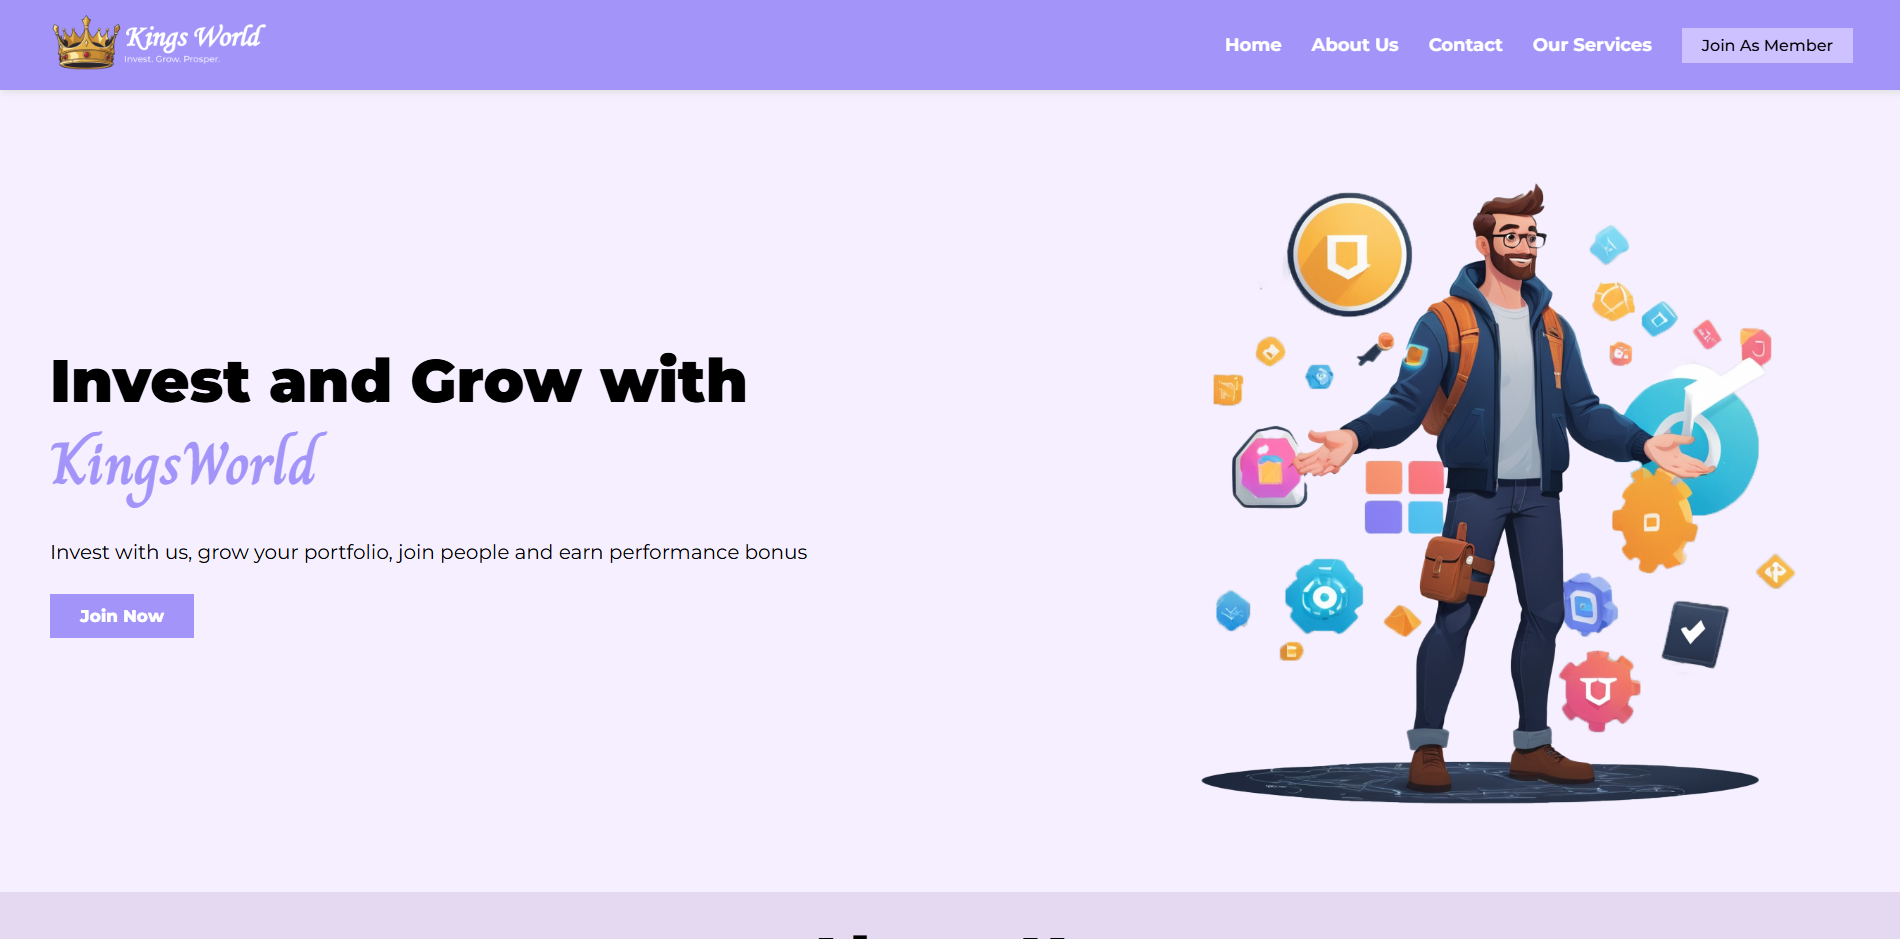 Kings World
Invest. Grow. Prosper.
Home
About Us
Contact
Our Services
Join As Member
Invest and Grow with
KingsWorld
Invest with us, grow your portfolio, join people and earn performance bonus
Join Now